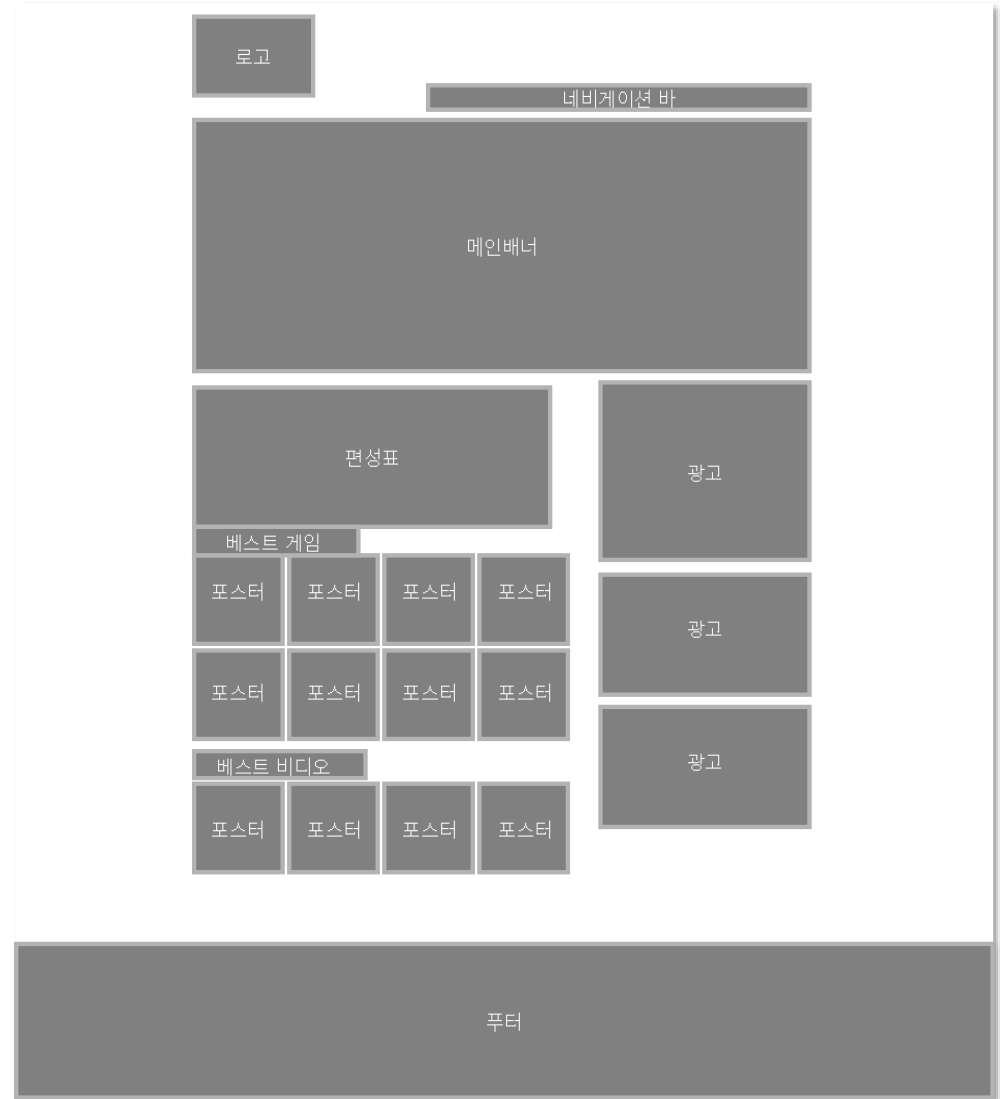 로고
네비게이션 바
메인배너
편성표
광고
베스트 게임
포스터 포스터 포스터 포스터
광고
포스터 포스터 포스터 포스터
광고
베스트 비디오
포스터 포스터 포스터 포스터
푸터